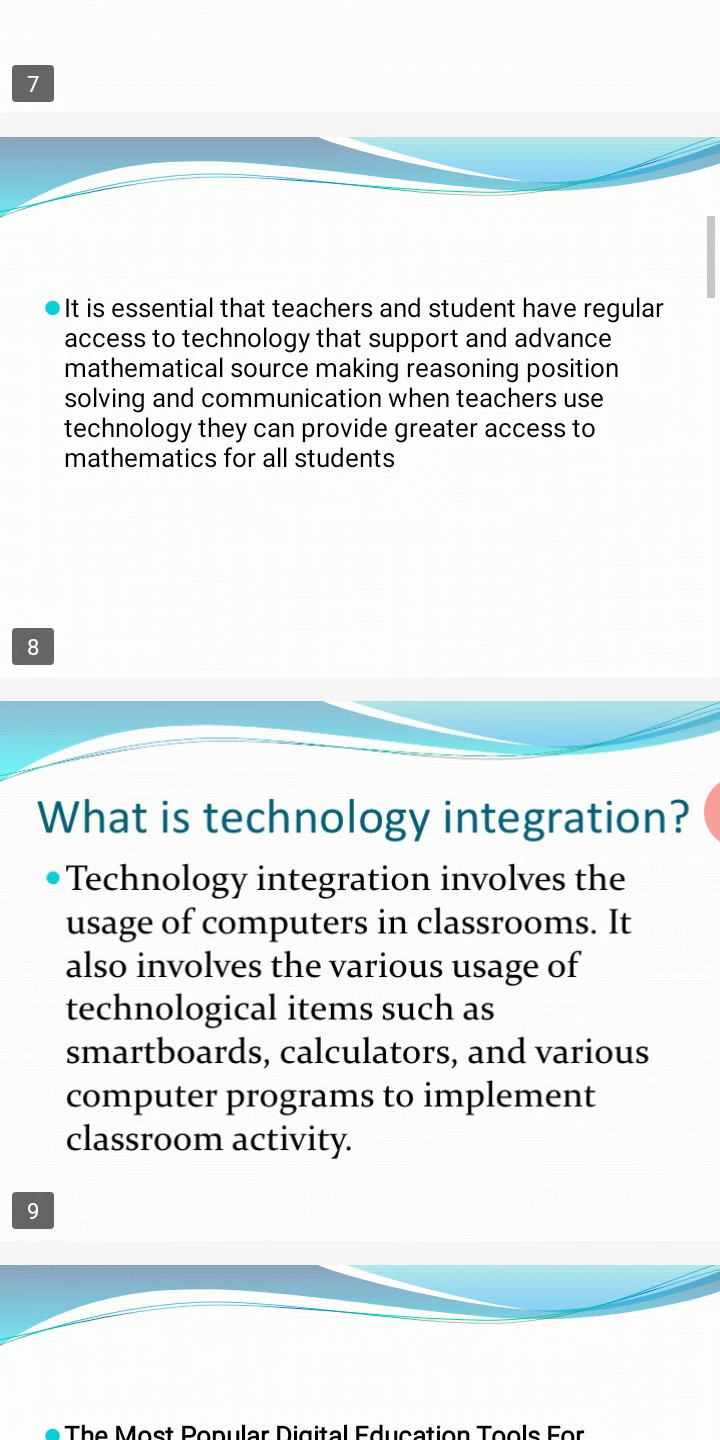 7
It is essential that teachers and student have regular
access to technology that support and advance
mathematical source making reasoning position
solving and communication when teachers use
technology they can provide greater access to
mathematics for all students
8
What is technology integration?
Technology integration involves the
usage of computers in classrooms. It
also involves the various usage of
technological items such as
smartboards, calculators, and various
computer programs to implement
classroom activity.
9
The Most Popular Digital Education Tools For